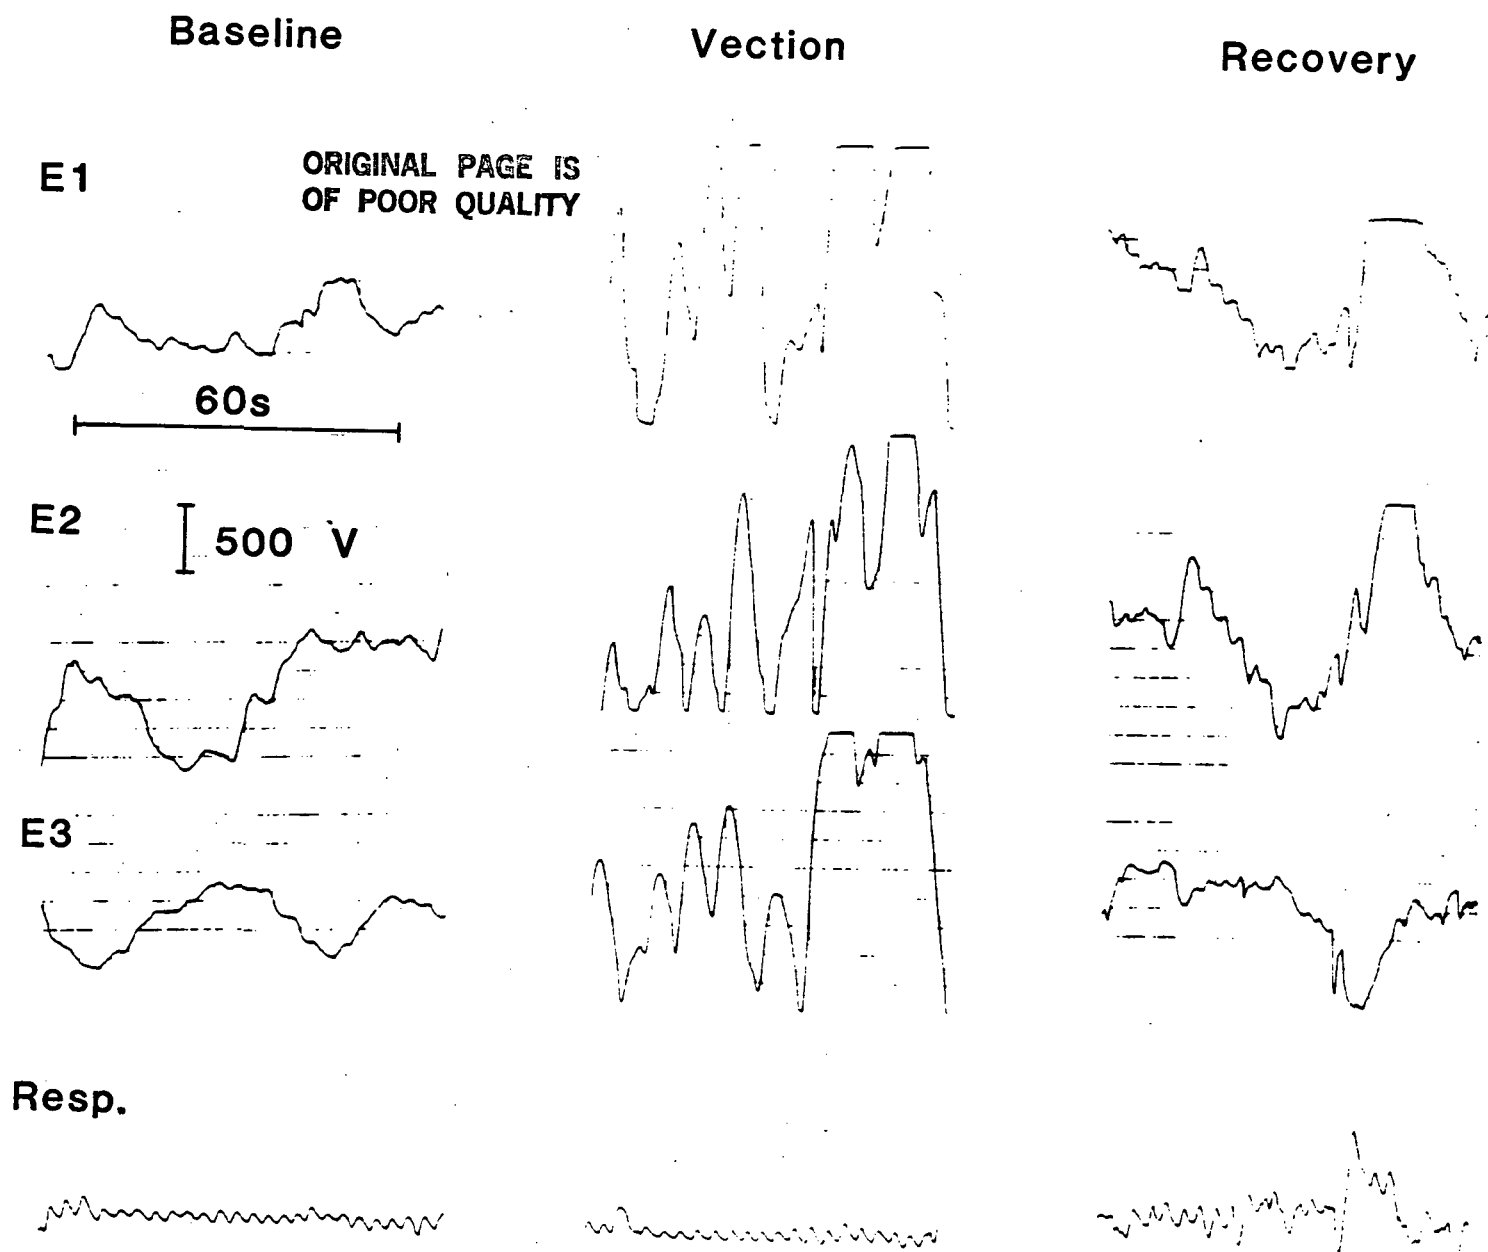 Baseline
Vection
Recovery
E1
ORIGINAL PAGE IS
OF POOR QUALITY
60s
E2
500 V
E3
Resp.